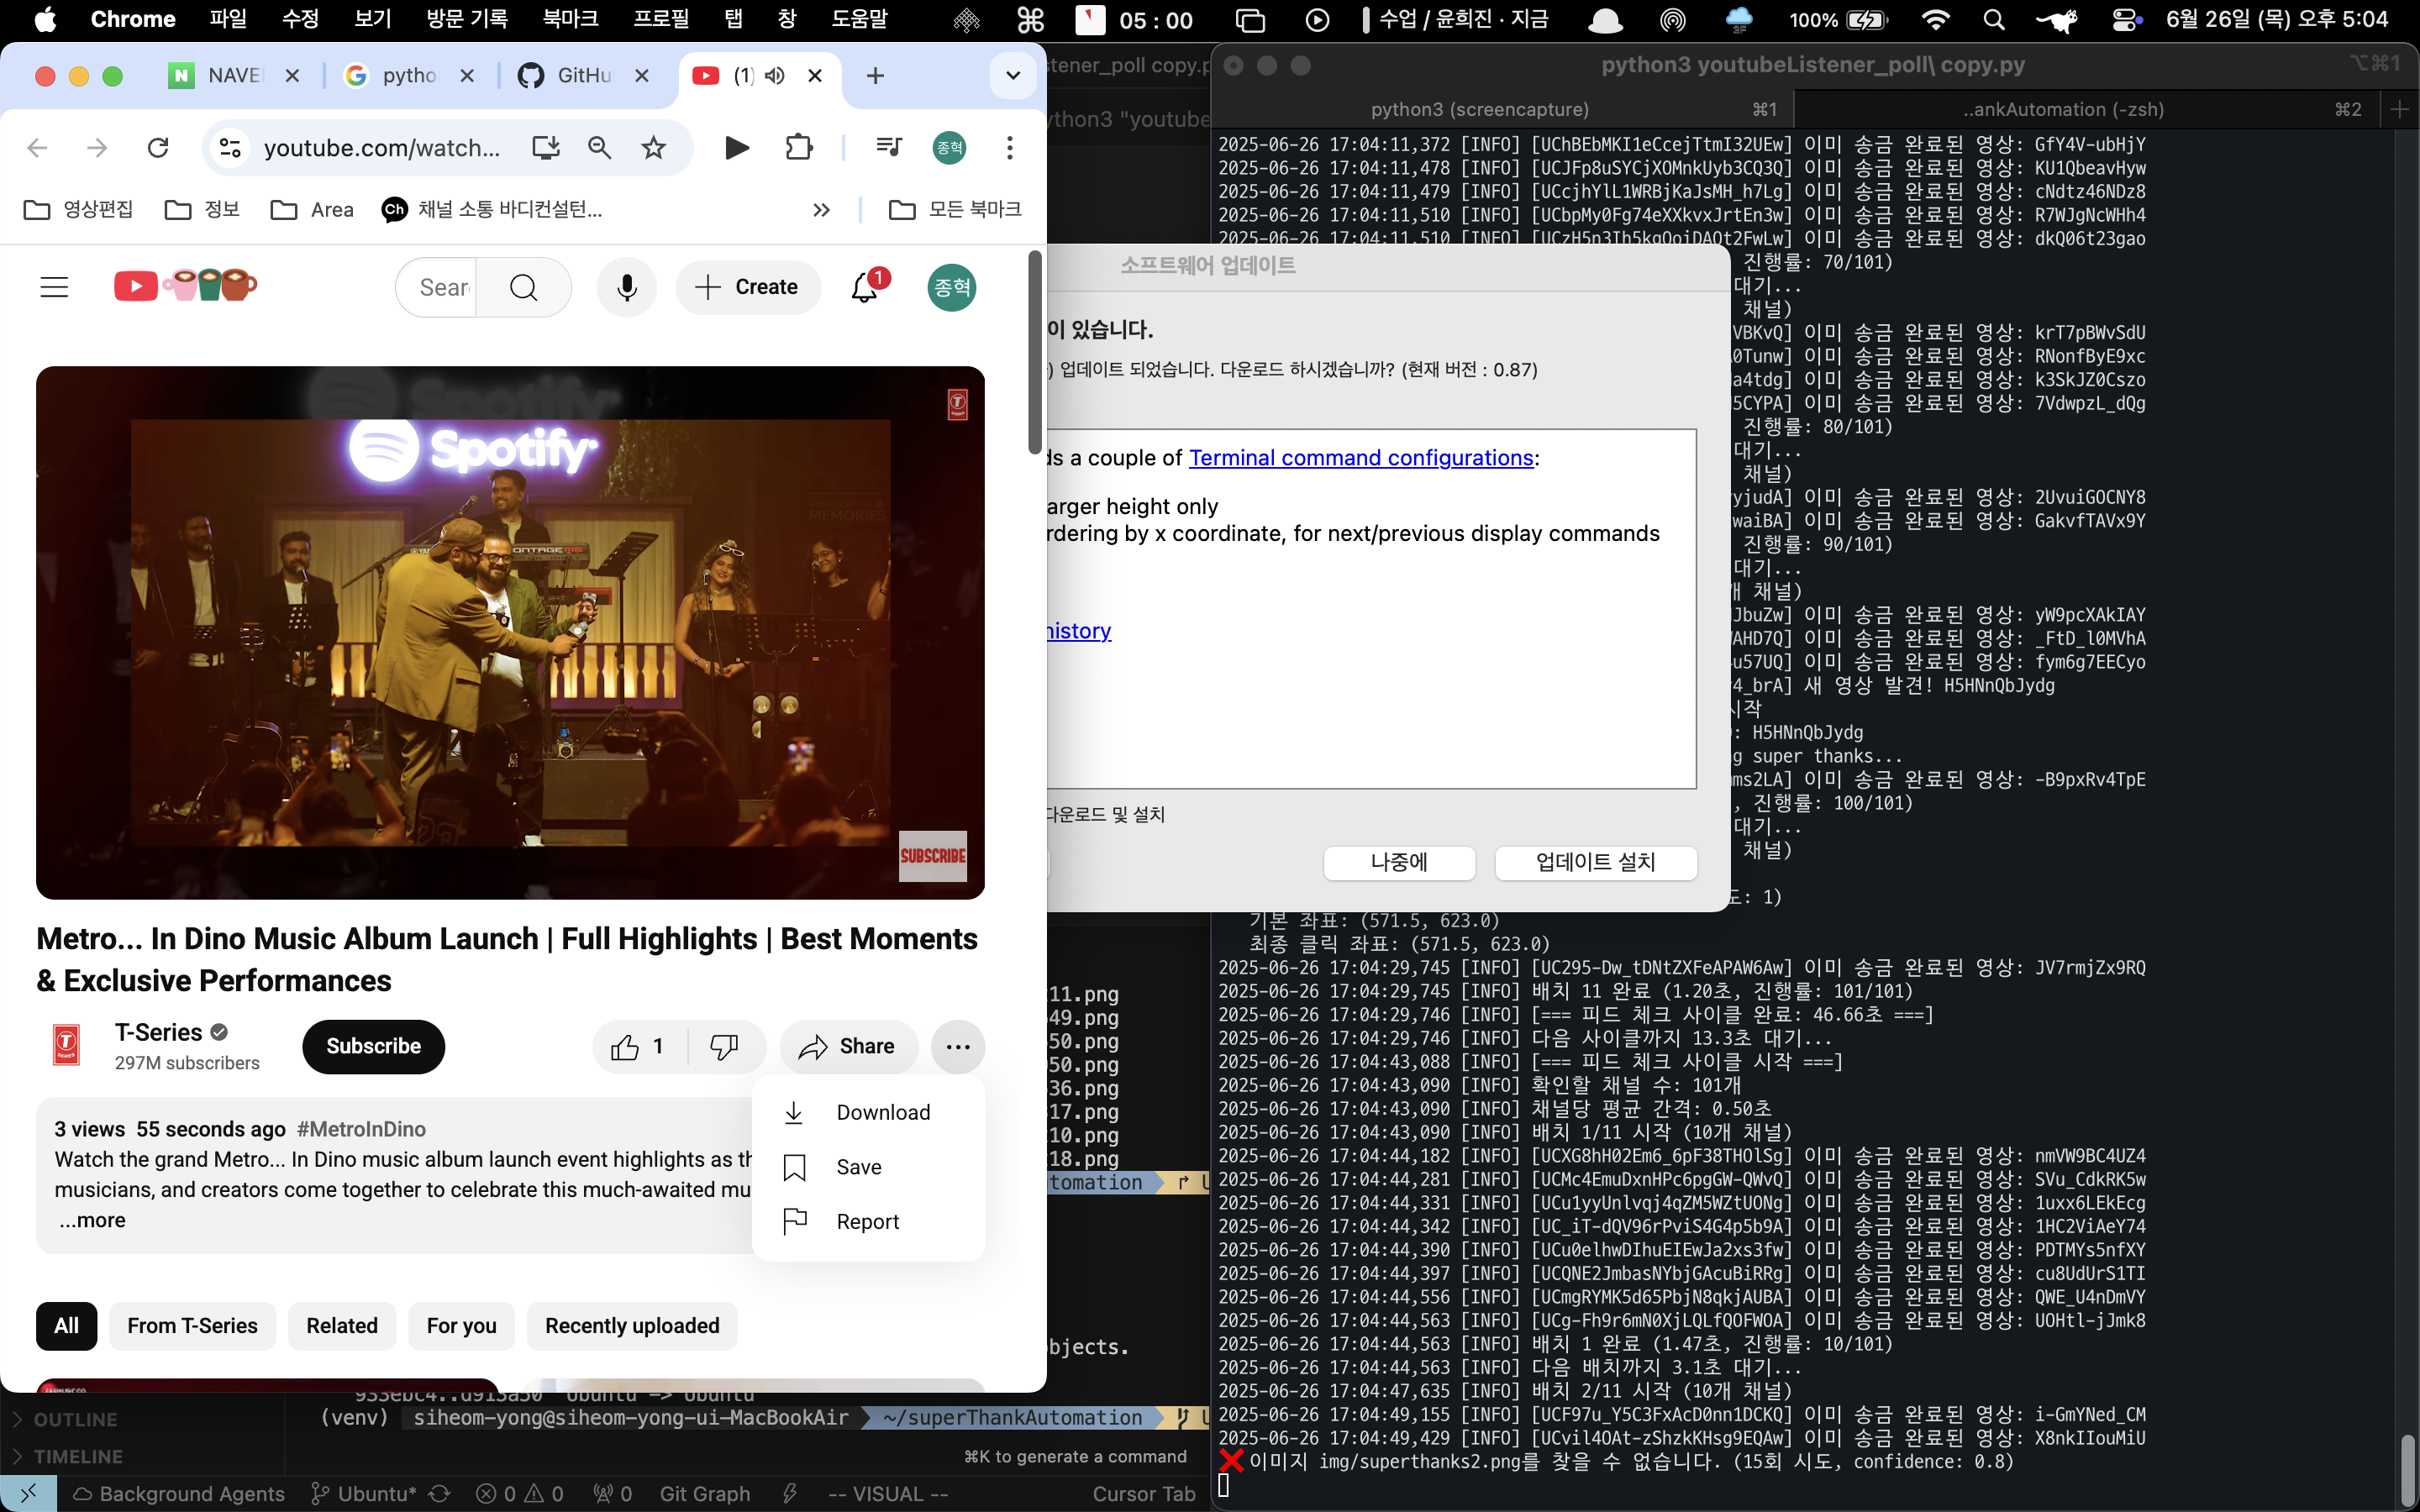 Chrome 파일 수정 보기 방문 기록 북마크 프로필 탭 창 도움말 05 : 00 수업 / 윤희진 · 지금 100% 6월 26일 (목) 오후 5:04
NAVE pytho GitHu (1)
youtube.com/watch... 종혁
영상편집 정보 Area Ch 채널 소통 바디컨설턴... » 모든 북마크
Sear Create 1 종혁
Spotify
SUBSCRIBE
Metro... In Dino Music Album Launch | Full Highlights | Best Moments
& Exclusive Performances
T-Series
297M subscribers
Subscribe 1 Share ...
3 views 55 seconds ago #MetroInDino
Watch the grand Metro... In Dino music album launch event highlights as th
musicians, and creators come together to celebrate this much-awaited mu
...more
Download
Save
Report
All From T-Series Related For you Recently uploaded
stener_poll copy.p
ython3 "youtube
소프트웨어 업데이트
이 있습니다.
) 업데이트 되었습니다. 다운로드 하시겠습니까? (현재 버전 : 0.87)
ds a couple of Terminal command configurations:
arger height only
rdering by x coordinate, for next/previous display commands
history
다운로드 및 설치
나중에 업데이트 설치
11.png
49.png
50.png
50.png
36.png
17.png
10.png
18.png
tomation
bjects.
933ebc4..d913a50 Ubuntu -> Ubuntu
(venv) siheom-yong@siheom-yong-ui-MacBookAir ~/superThankAutomation
⌘K to generate a command
OUTLINE
TIMELINE
Background Agents Ubuntu* 0 0 0 Git Graph -- VISUAL -- Cursor Tab
python3 youtubeListener_poll\ copy.py ⌥⌘1
python3 (screencapture) ⌘1 ..ankAutomation (-zsh) ⌘2 +
2025-06-26 17:04:11,372 [INFO] [UChBEbMKI1eCcejTtmI32UEw] 이미 송금 완료된 영상: GfY4V-ubHjY
2025-06-26 17:04:11,478 [INFO] [UCJFp8uSYCjXOMnkUyb3CQ3Q] 이미 송금 완료된 영상: KU1QbeavHyw
2025-06-26 17:04:11,479 [INFO] [UCcjhYlL1WRBjKaJsMH_h7Lg] 이미 송금 완료된 영상: cNdtz46NDz8
2025-06-26 17:04:11,510 [INFO] [UCbpMy0Fg74eXXkvxJrtEn3w] 이미 송금 완료된 영상: R7WJgNcWHh4
2025-06-26 17:04:11,510 [INFO] [UCzH5n3Ih5kgOoiDAOt2FwLw] 이미 송금 완료된 영상: dkQ06t23gao
진행률: 70/101)
대기...
채널)
VBKvQ] 이미 송금 완료된 영상: krT7pBWvSdU
0Tunw] 이미 송금 완료된 영상: RNonfByE9xc
a4tdg] 이미 송금 완료된 영상: k3SkJZ0Cszo
5CYPA] 이미 송금 완료된 영상: 7VdwpzL_dQg
진행률: 80/101)
대기...
채널)
yjudA] 이미 송금 완료된 영상: 2UvuiGOCNY8
waiBA] 이미 송금 완료된 영상: GakvfTAVx9Y
진행률: 90/101)
대기...
개 채널)
JbuZw] 이미 송금 완료된 영상: yW9pcXAkIAY
AHD7Q] 이미 송금 완료된 영상: _FtD_l0MVhA
u57UQ] 이미 송금 완료된 영상: fym6g7EECyo
4_brA] 새 영상 발견! H5HNnQbJydg
시작
: H5HNnQbJydg
g super thanks...
ms2LA] 이미 송금 완료된 영상: -B9pxRv4TpE
, 진행률: 100/101)
대기...
채널)
도: 1)
기본 좌표: (571.5, 623.0)
최종 클릭 좌표: (571.5, 623.0)
2025-06-26 17:04:29,745 [INFO] [UC295-Dw_tDNtZXFeAPAW6Aw] 이미 송금 완료된 영상: JV7rmjZx9RQ
2025-06-26 17:04:29,745 [INFO] 배치 11 완료 (1.20초, 진행률: 101/101)
2025-06-26 17:04:29,746 [INFO] [=== 피드 체크 사이클 완료: 46.66초 ===]
2025-06-26 17:04:29,746 [INFO] 다음 사이클까지 13.3초 대기...
2025-06-26 17:04:43,088 [INFO] [=== 피드 체크 사이클 시작 ===]
2025-06-26 17:04:43,090 [INFO] 확인할 채널 수: 101개
2025-06-26 17:04:43,090 [INFO] 채널당 평균 간격: 0.50초
2025-06-26 17:04:43,090 [INFO] 배치 1/11 시작 (10개 채널)
2025-06-26 17:04:44,182 [INFO] [UCXG8hH02Em6_6pF38THOlSg] 이미 송금 완료된 영상: nmVW9BC4UZ4
2025-06-26 17:04:44,281 [INFO] [UCMc4EmuDxnHPc6pgGW-QWvQ] 이미 송금 완료된 영상: SVu_CdkRK5w
2025-06-26 17:04:44,331 [INFO] [UCu1yyUnlvqj4qZM5WZtUONg] 이미 송금 완료된 영상: 1uxx6LEkEcg
2025-06-26 17:04:44,342 [INFO] [UC_iT-dQV96rPviS4G4p5b9A] 이미 송금 완료된 영상: 1HC2ViAeY74
2025-06-26 17:04:44,390 [INFO] [UCu0elhwDIhuEIEwJa2xs3fw] 이미 송금 완료된 영상: PDTMYs5nfXY
2025-06-26 17:04:44,397 [INFO] [UCQNE2JmbasNYbjGAcuBiRRg] 이미 송금 완료된 영상: cu8UdUrS1TI
2025-06-26 17:04:44,556 [INFO] [UCmgRYMK5d65PbjN8qkjAUBA] 이미 송금 완료된 영상: QWE_U4nDmVY
2025-06-26 17:04:44,563 [INFO] [UCg-Fh9r6mN0XjLQLfQOFWOA] 이미 송금 완료된 영상: UOHtl-jJmk8
2025-06-26 17:04:44,563 [INFO] 배치 1 완료 (1.47초, 진행률: 10/101)
2025-06-26 17:04:44,563 [INFO] 다음 배치까지 3.1초 대기...
2025-06-26 17:04:47,635 [INFO] 배치 2/11 시작 (10개 채널)
2025-06-26 17:04:49,155 [INFO] [UCF97u_Y5C3FxAcD0nn1DCKQ] 이미 송금 완료된 영상: i-GmYNed_CM
2025-06-26 17:04:49,429 [INFO] [UCvil4OAt-zShzkKHsg9EQAw] 이미 송금 완료된 영상: X8nkIIouMiU
❌이미지 img/superthanks2.png를 찾을 수 없습니다. (15회 시도, confidence: 0.8)